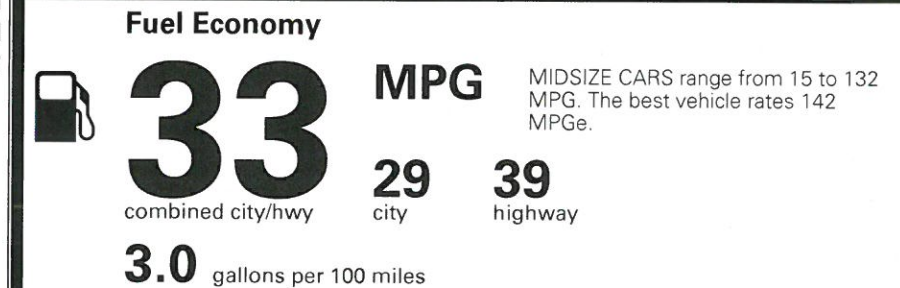 Fuel Economy
33
MPG
MIDSIZE CARS range from 15 to 132
MPG. The best vehicle rates 142
MPGe.
combined city/hwy
29
city
39
highway
3.0 gallons per 100 miles